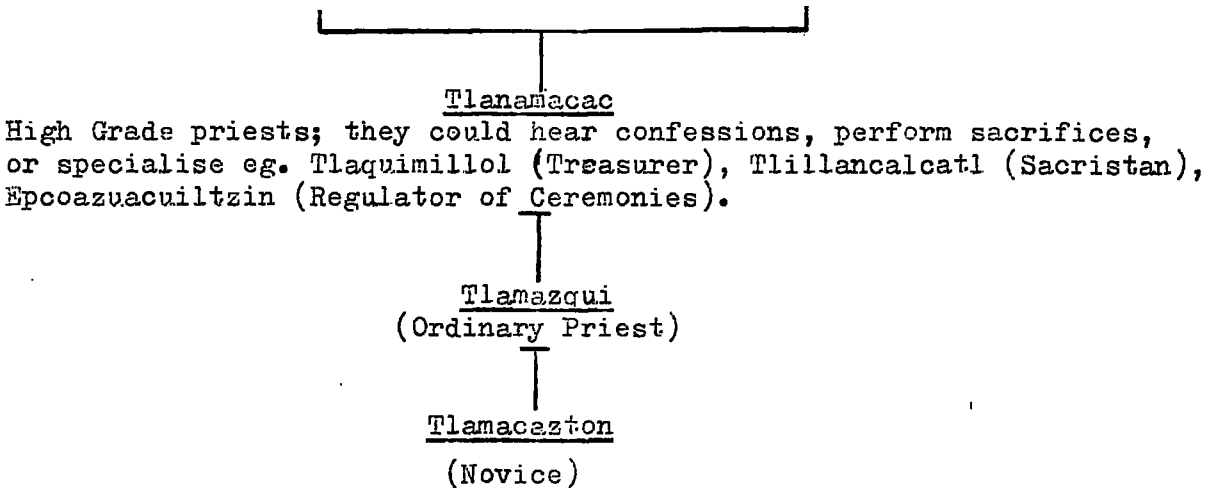 Tlanamacac
High Grade priests; they could hear confessions, perform sacrifices,
or specialise eg. Tlaquimillol (Treasurer), Tlillancalcatl (Sacristan),
Epcoazuacuiltzin (Regulator of Ceremonies).
Tlamazqui
(Ordinary Priest)
Tlamacazton
(Novice)